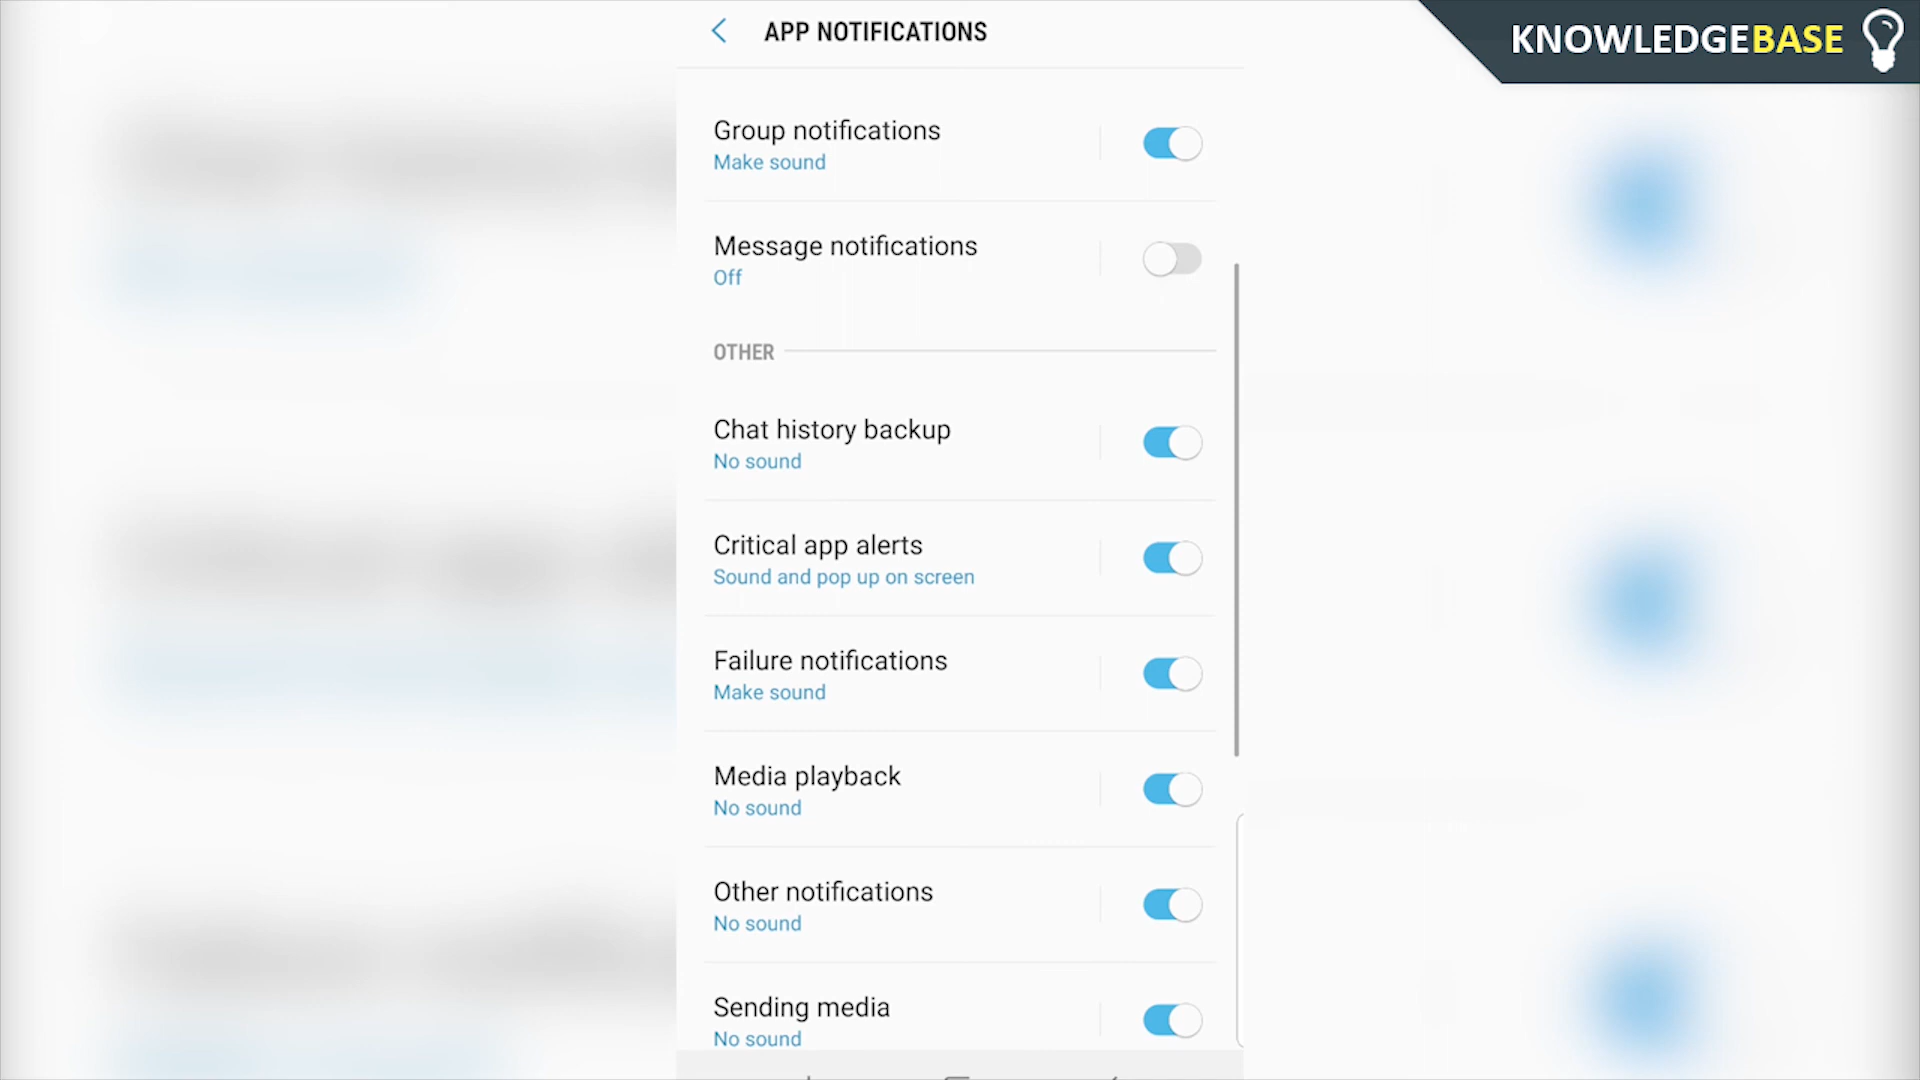 APP NOTIFICATIONS
KNOWLEDGEBASE
Group notifications
Make sound
Message notifications
Off
OTHER
Chat history backup
No sound
Critical app alerts
Sound and pop up on screen
Failure notifications
Make sound
Media playback
No sound
Other notifications
No sound
Sending media
No sound